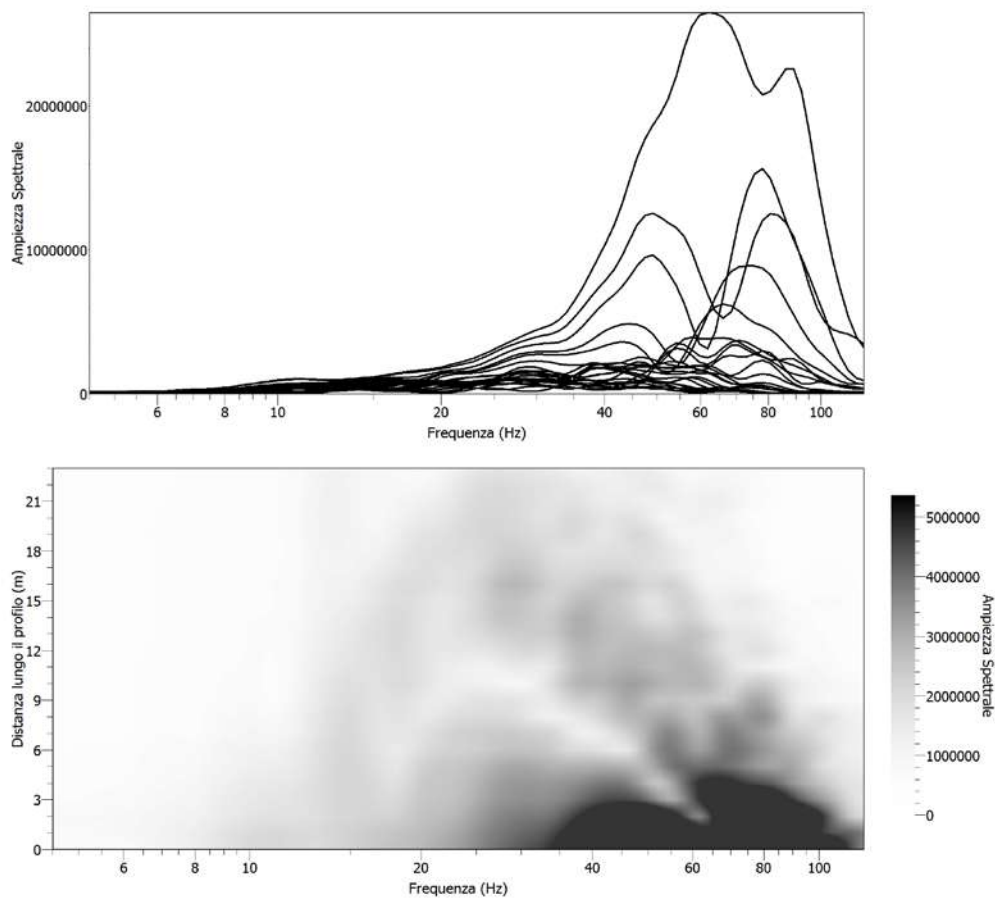 20000000
10000000
0
Ampiezza Spettrale
6 8 10 20 40 60 80 100
Frequenza (Hz)
21
18
15
12
9
6
3
0
Distanza lungo il profilo (m)
6 8 10 20 40 60 80 100
Frequenza (Hz)
5000000
4000000
3000000
2000000
1000000
0
Ampiezza Spettrale